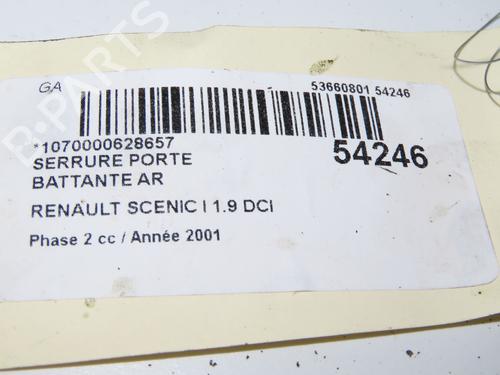 GA
53660801 54246
*1070000628657
54246
SERRURE PORTE
BATTANTE AR
RENAULT SCENIC I 1.9 DCI
Phase 2 cc / Année 2001
B-PARTS